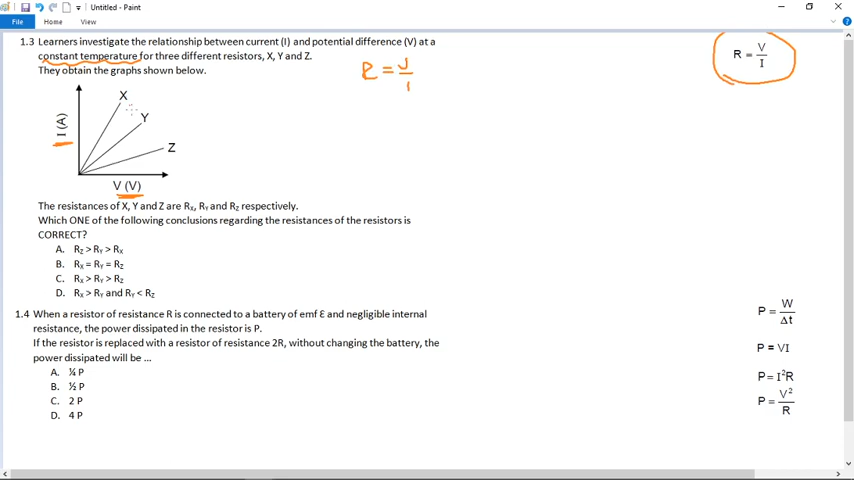 Untitled - Paint
File Home View
1.3 Learners investigate the relationship between current (I) and potential difference (V) at a
constant temperature for three different resistors, X, Y and Z.
They obtain the graphs shown below.
R = V/I
R = V/I
X
Y
Z
I (A)
V (V)
The resistances of X, Y and Z are RX, RY and RZ respectively.
Which ONE of the following conclusions regarding the resistances of the resistors is
CORRECT?
A. RZ > RY > RX
B. RX = RY = RZ
C. RX > RY > RZ
D. RX > RY and RY < RZ
1.4 When a resistor of resistance R is connected to a battery of emf Ɛ and negligible internal
resistance, the power dissipated in the resistor is P.
If the resistor is replaced with a resistor of resistance 2R, without changing the battery, the
power dissipated will be ...
A. ¼ P
B. ½ P
C. 2 P
D. 4 P
P = W/Δt
P = VI
P = I²R
P = V²/R